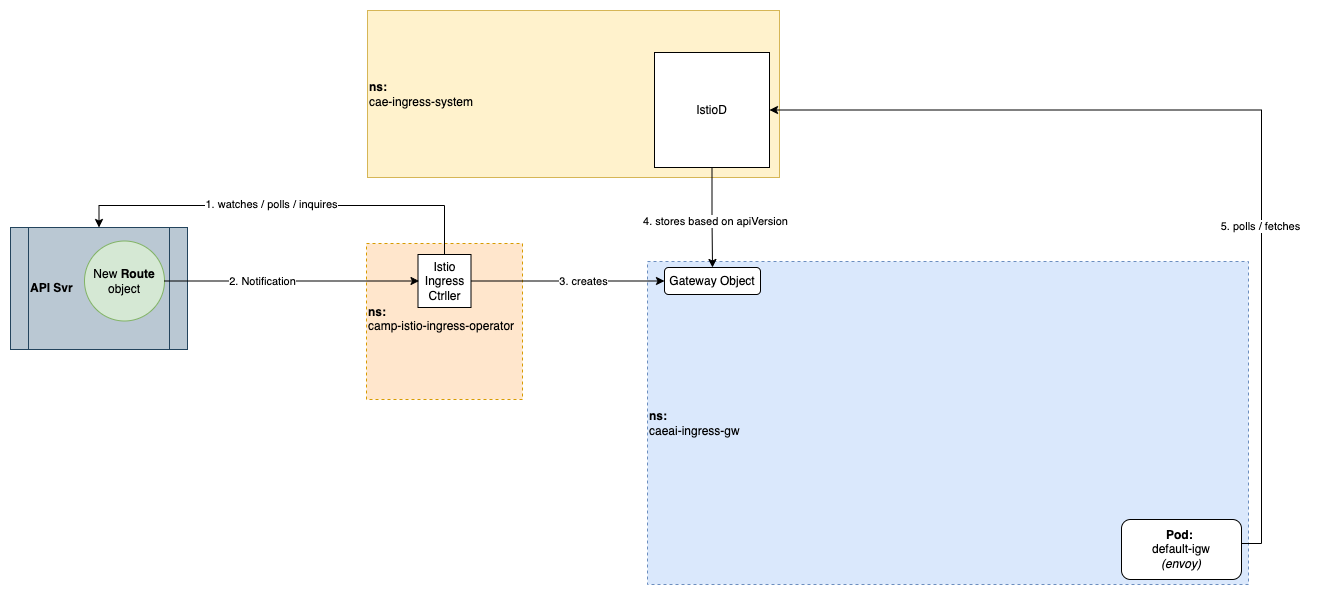 ns:
cae-ingress-system
IstioD
1. watches / polls / inquires
4. stores based on apiVersion
5. polls / fetches
API Svr
New Route
object
2. Notification
Istio
Ingress
Ctrller
3. creates
Gateway Object
ns:
camp-istio-ingress-operator
ns:
caeai-ingress-gw
Pod:
default-igw
(envoy)